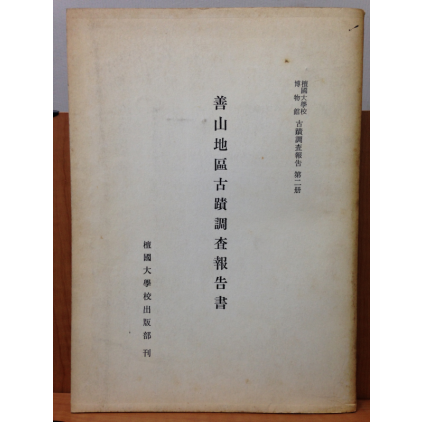 檀國大學校
博物館
古蹟調査報告 第二册
善山地區古蹟調査報告書
檀國大學校出版部 刊